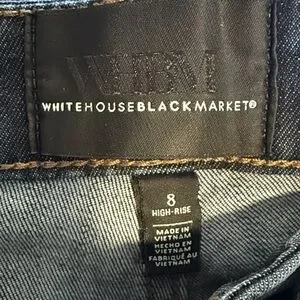 WHBM
WHITEHOUSEBLACKMARKET®
8
HIGH-RISE
MADE IN
VIETNAM
HECHO EN
VIETNAM
FABRIQUÉ AU
VIETNAM